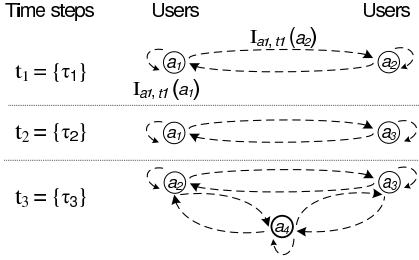 Time steps Users Users
I_{a1, t1}(a_2)
t_1 = {τ_1} a_1 a_2
I_{a1, t1}(a_1)
t_2 = {τ_2} a_1 a_3
t_3 = {τ_3} a_2 a_3
a_4